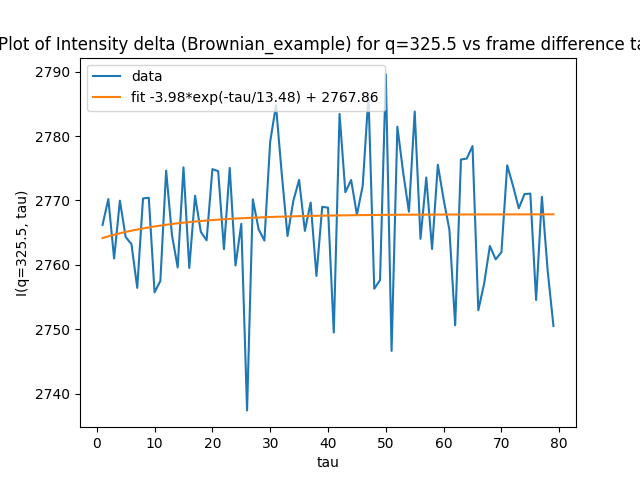 Plot of Intensity delta (Brownian_example) for q=325.5 vs frame difference ta
data
fit -3.98*exp(-tau/13.48) + 2767.86
I(q=325.5, tau)
2790
2780
2770
2760
2750
2740
0 10 20 30 40 50 60 70 80
tau